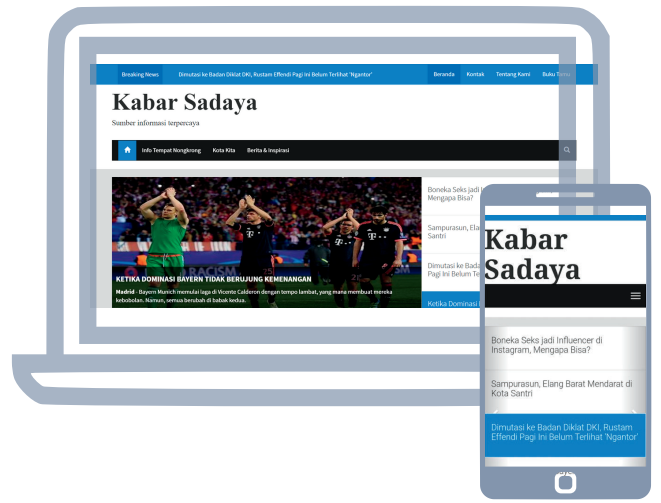 Breaking News Dimutasi ke Badan Diklat DKI, Rustam Effendi Pagi Ini Belum Terlihat 'Ngantor' Beranda Kontak Tentang Kami Buku
Kabar Sadaya
Sumber informasi terpercaya
Info Tempat Nongkrong Kota Kita Berita & Inspirasi
Boneka Seks jadi
Mengapa Bisa?
Sampurasun, Ela
Santri
Dimutasi ke Bada
Pagi Ini Belum Te
Ketika Dominasi
RACISM
KETIKA DOMINASI BAYERN TIDAK BERUJUNG KEMENANGAN
Madrid - Bayern Munich memulai laga di Vicente Calderon dengan tempo lambat, yang mana membuat mereka
kebobolan. Namun, semua berubah di babak kedua.
Kabar
Sadaya
Boneka Seks jadi Influencer di
Instagram, Mengapa Bisa?
Sampurasun, Elang Barat Mendarat di
Kota Santri
Dimutasi ke Badan Diklat DKI, Rustam
Effendi Pagi Ini Belum Terlihat 'Ngantor'